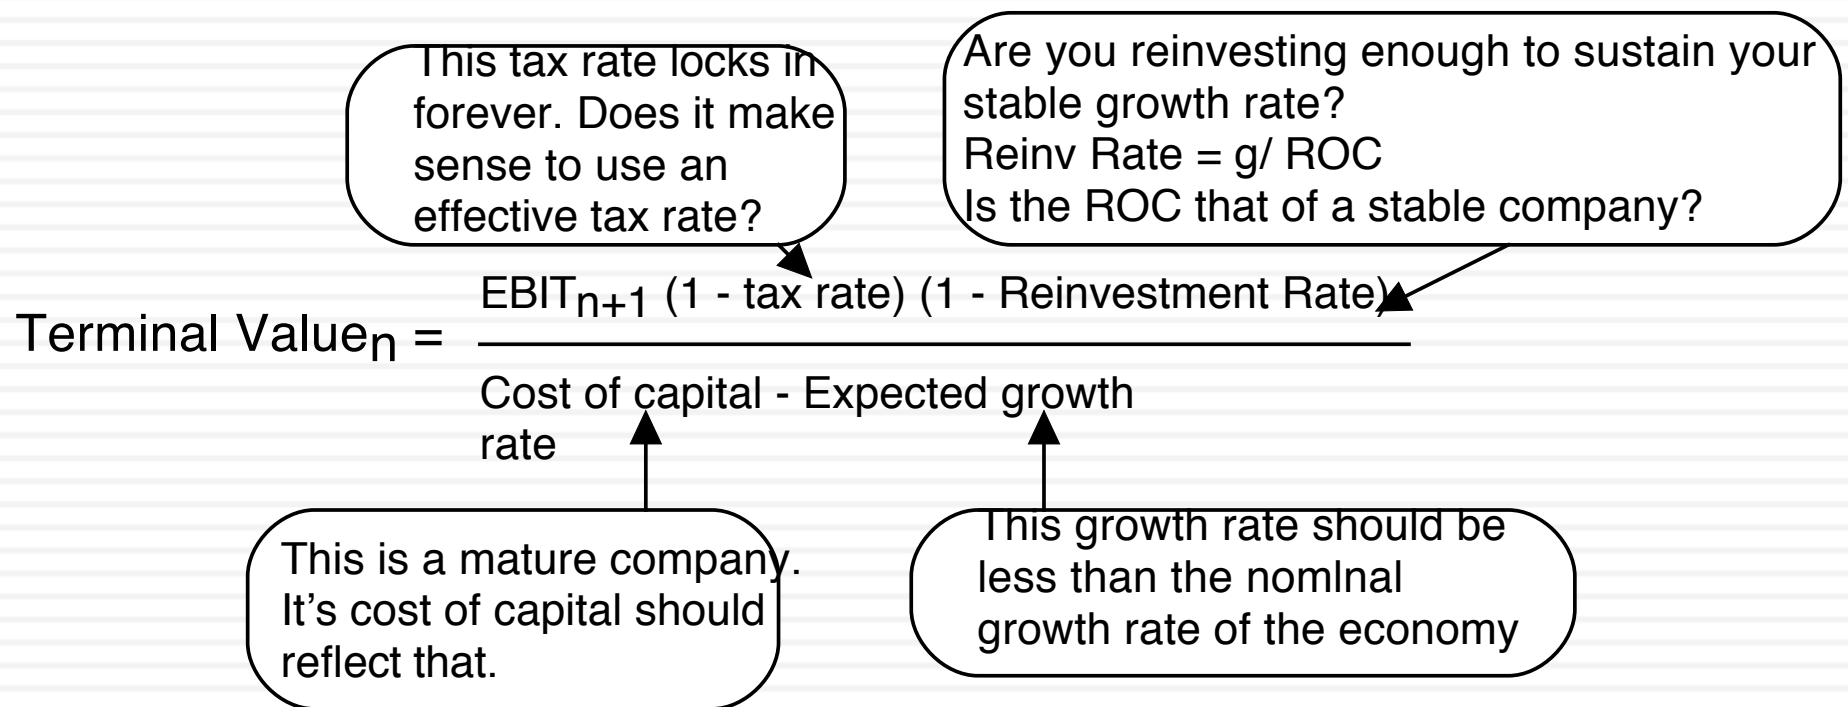 This tax rate locks in
forever. Does it make
sense to use an
effective tax rate?
Are you reinvesting enough to sustain your
stable growth rate?
Reinv Rate = g/ ROC
Is the ROC that of a stable company?
EBITn+1 (1 - tax rate) (1 - Reinvestment Rate)
Terminal Valuen =
Cost of capital - Expected growth
rate
This is a mature company.
It’s cost of capital should
reflect that.
This growth rate should be
less than the nomlnal
growth rate of the economy